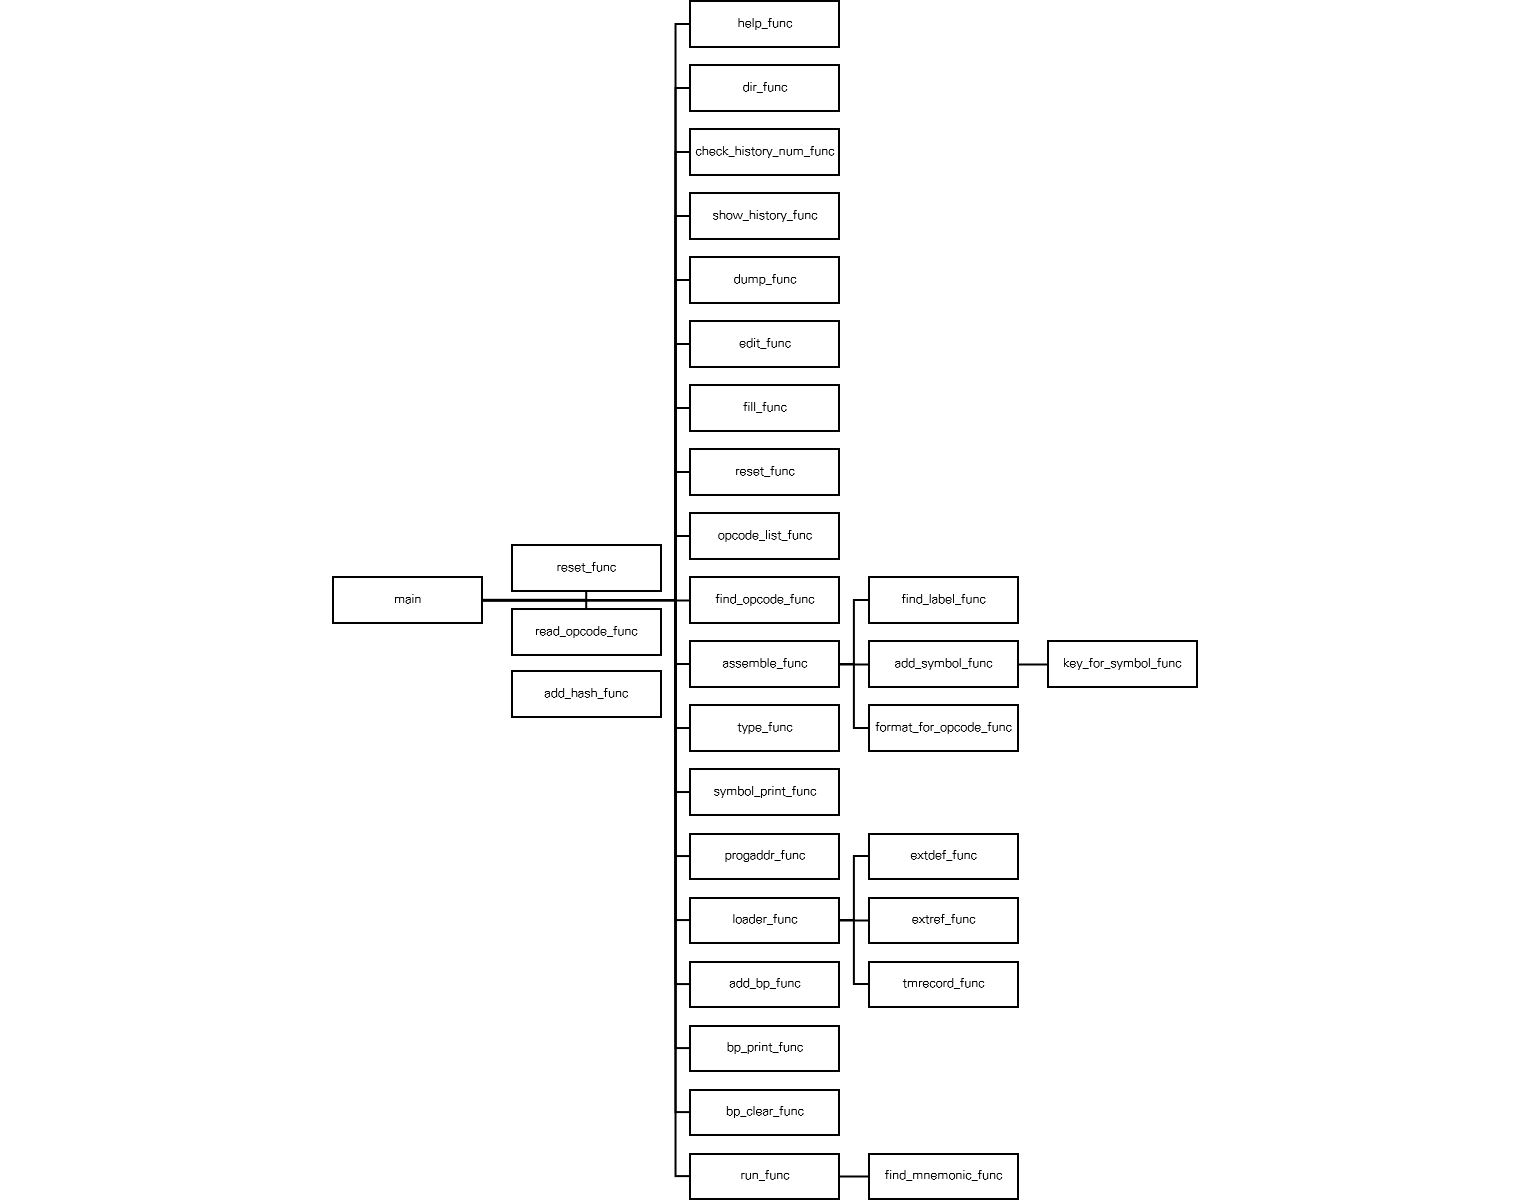 help_func
dir_func
check_history_num_func
show_history_func
dump_func
edit_func
fill_func
reset_func
opcode_list_func
reset_func
main
find_opcode_func
find_label_func
read_opcode_func
assemble_func
add_symbol_func
key_for_symbol_func
add_hash_func
type_func
format_for_opcode_func
symbol_print_func
progaddr_func
extdef_func
loader_func
extref_func
add_bp_func
tmrecord_func
bp_print_func
bp_clear_func
run_func
find_mnemonic_func